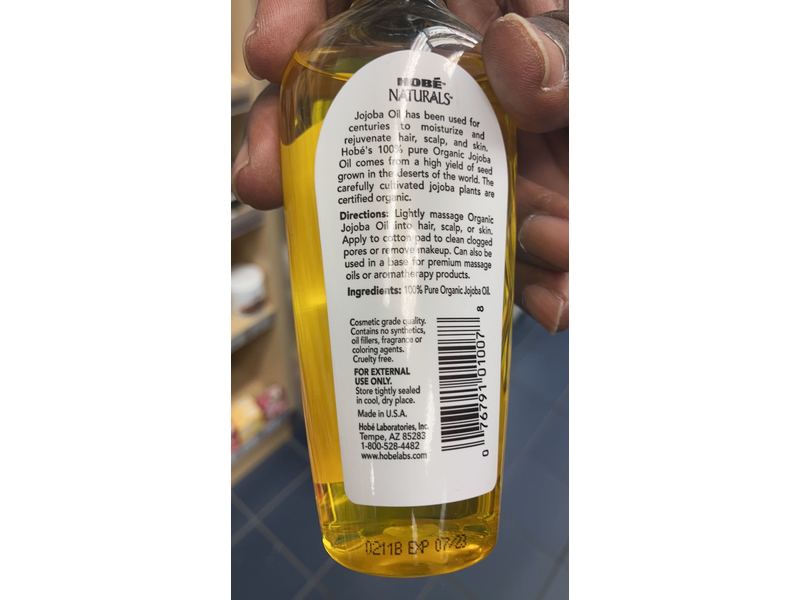 HOBÉ™
NATURALS™
Jojoba Oil has been used for
centuries to moisturize and
rejuvenate hair, scalp, and skin.
Hobé's 100% pure Organic Jojoba
Oil comes from a high yield of seed
grown in the deserts of the world. The
carefully cultivated jojoba plants are
certified organic.
Directions: Lightly massage Organic
Jojoba Oil into hair, scalp, or skin.
Apply to cotton pad to clean clogged
pores or remove makeup. Can also be
used in a base for premium massage
oils or aromatherapy products.
Ingredients: 100% Pure Organic Jojoba Oil.
Cosmetic grade quality.
Contains no synthetics,
oil fillers, fragrance or
coloring agents.
Cruelty free.
FOR EXTERNAL
USE ONLY.
Store tightly sealed
in cool, dry place.
Made in U.S.A.
Hobé Laboratories, Inc.
Tempe, AZ 85283
1-800-528-4482
www.hobelabs.com
0 76791 01007 8
0211B EXP 07/23